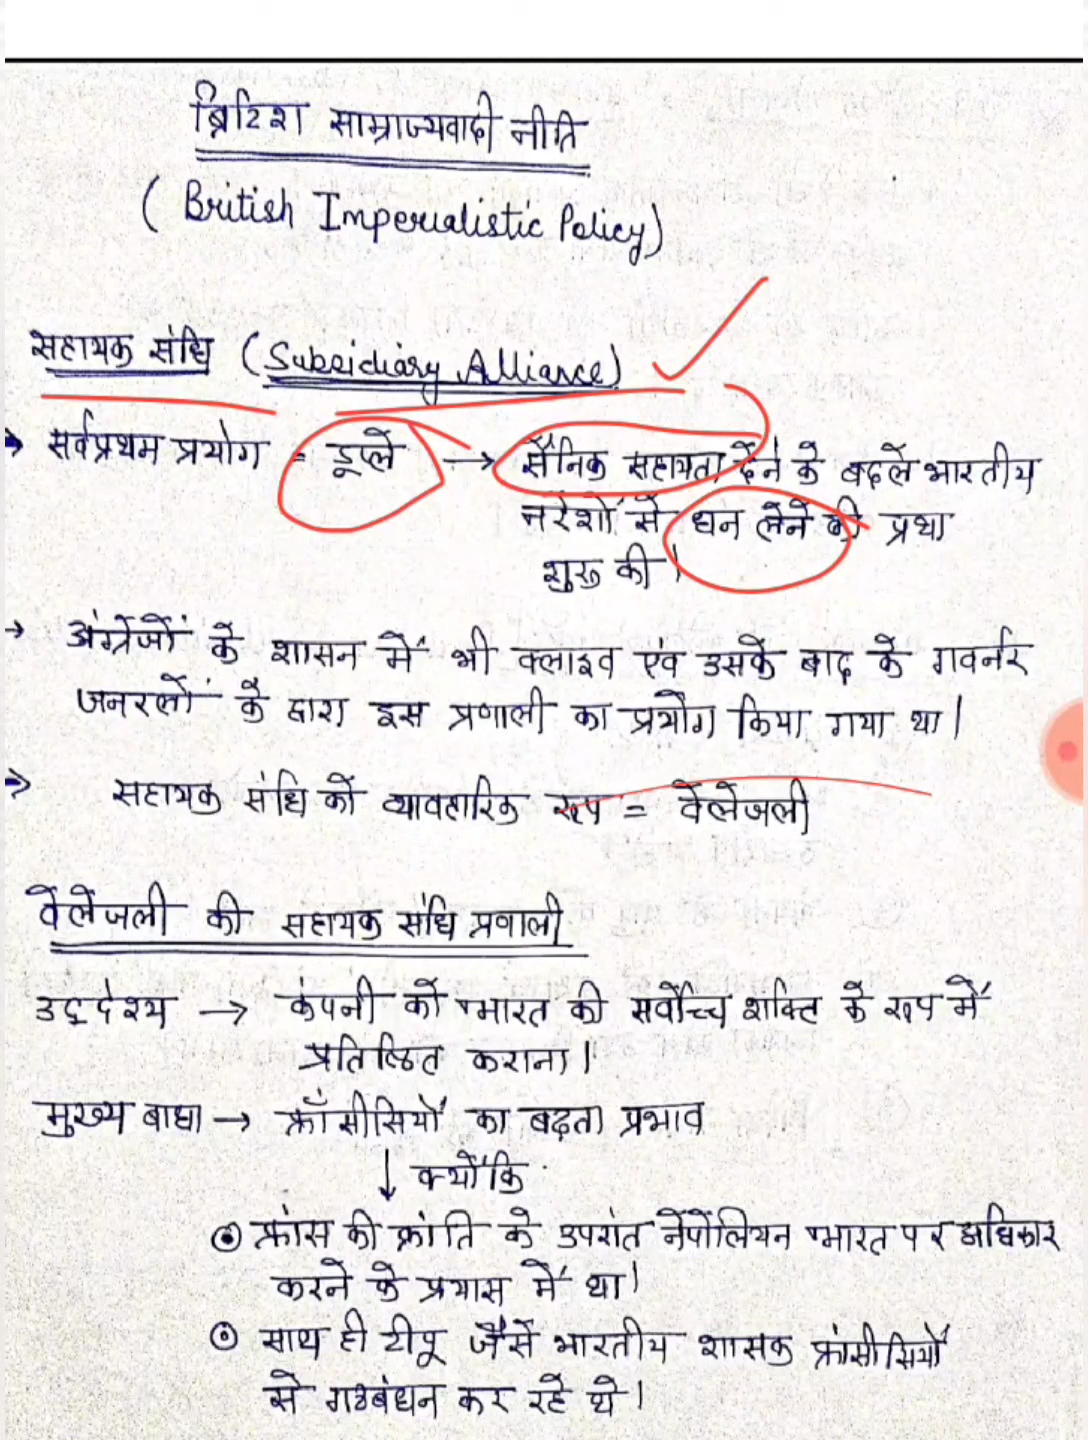 ब्रिटिश साम्राज्यवादी नीति
( British Imperialistic Policy)
सहायक संधि ( Subsidiary Alliance)
→ सर्वप्रथम प्रयोग = डूप्ले → सैनिक सहायता देने के बदले भारतीय
नरेशों से धन लेने की प्रथा
शुरु की।
→ अंग्रेजों के शासन में भी क्लाइव एवं उसके बाद के गवर्नर
जनरलों के द्वारा इस प्रणाली का प्रयोग किया गया था।
→ सहायक संधि को व्यावहारिक रूप = वेलेजली
वेलेजली की सहायक संधि प्रणाली
उद्देश्य → कंपनी को भारत की सर्वोच्च शक्ति के रूप में
प्रतिष्ठित कराना।
मुख्य बाधा → फ्राँसीसियों का बढ़ता प्रभाव
↓ क्योंकि
⊙ फ्रांस की क्रांति के उपरांत नेपोलियन भारत पर अधिकार
करने के प्रयास में था।
⊙ साथ ही टीपू जैसे भारतीय शासक फ्रांसीसियों
से गठबंधन कर रहे थे।